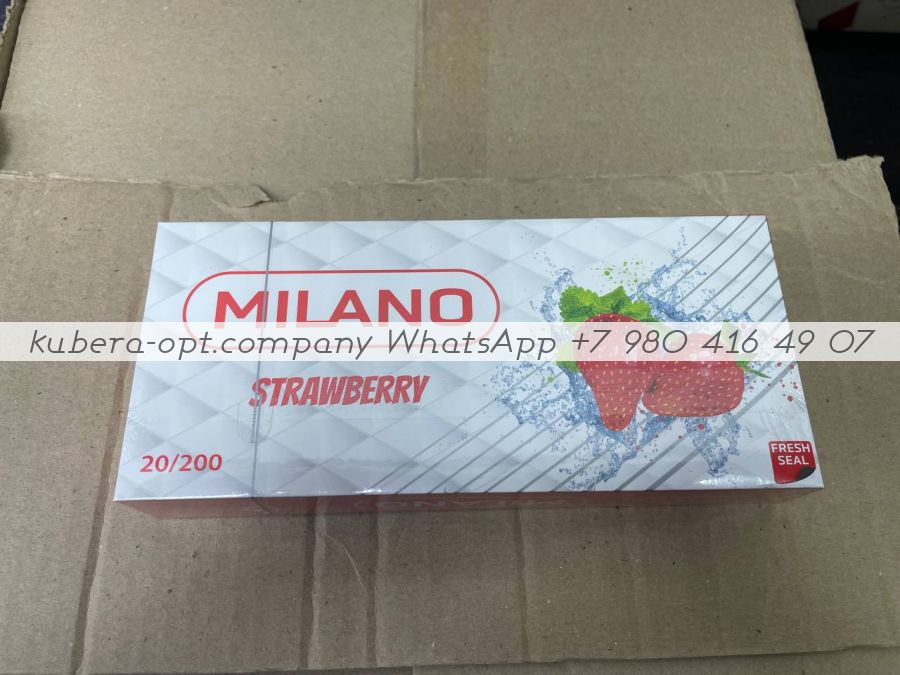 MILANO
kubera-opt.company WhatsApp +7 980 416 49 07
STRAWBERRY
20/200
FRESH
SEAL